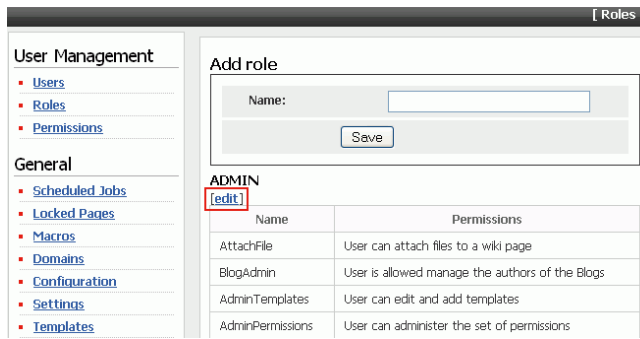 [ Roles
User Management
Users
Roles
Permissions
General
Scheduled Jobs
Locked Pages
Macros
Domains
Configuration
Settings
Templates
Add role
Name:
Save
ADMIN
[edit]
Name Permissions
AttachFile User can attach files to a wiki page
BlogAdmin User is allowed manage the authors of the Blogs
AdminTemplates User can edit and add templates
AdminPermissions User can administer the set of permissions